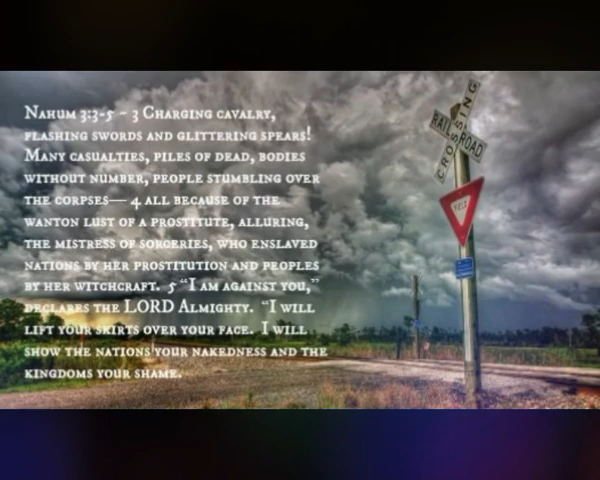 Nahum 3:3-5 ~ 3 Charging cavalry,
flashing swords and glittering spears!
Many casualties, piles of dead, bodies
without number, people stumbling over
the corpses— 4 all because of the
wanton lust of a prostitute, alluring,
the mistress of sorceries, who enslaved
nations by her prostitution and peoples
by her witchcraft. 5 “I am against you,”
declares the LORD Almighty. “I will
lift your skirts over your face. I will
show the nations your nakedness and the
kingdoms your shame.
RAILROAD
CROSSING
YIELD